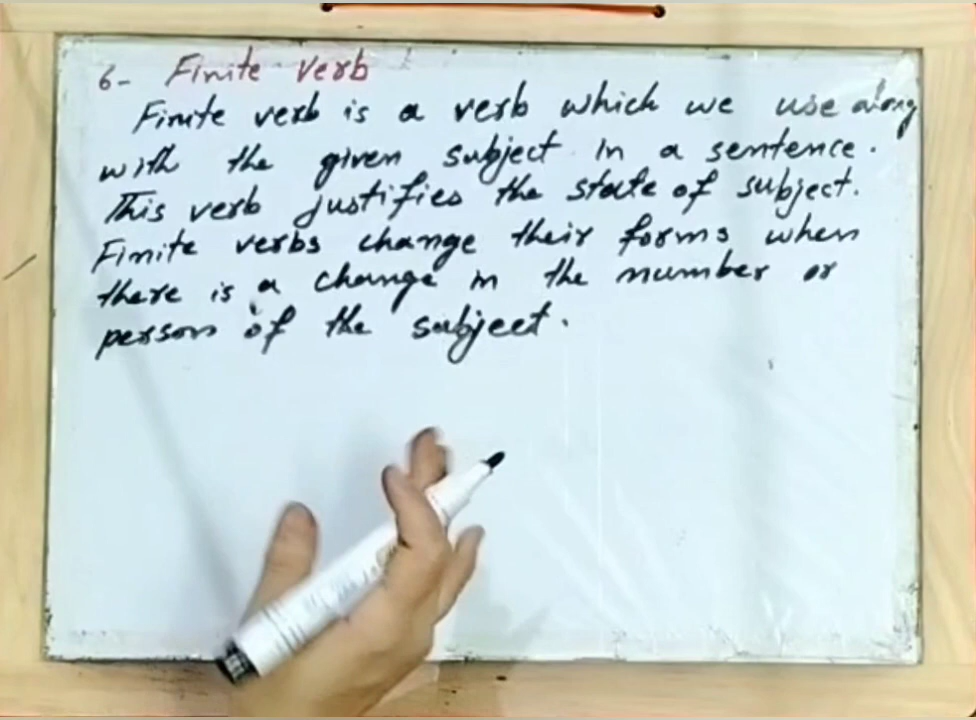 6- Finite verb
Finite verb is a verb which we use along
with the given subject in a sentence.
This verb justifies the state of subject.
Finite verbs change their forms when
there is a change in the number or
person of the subject.